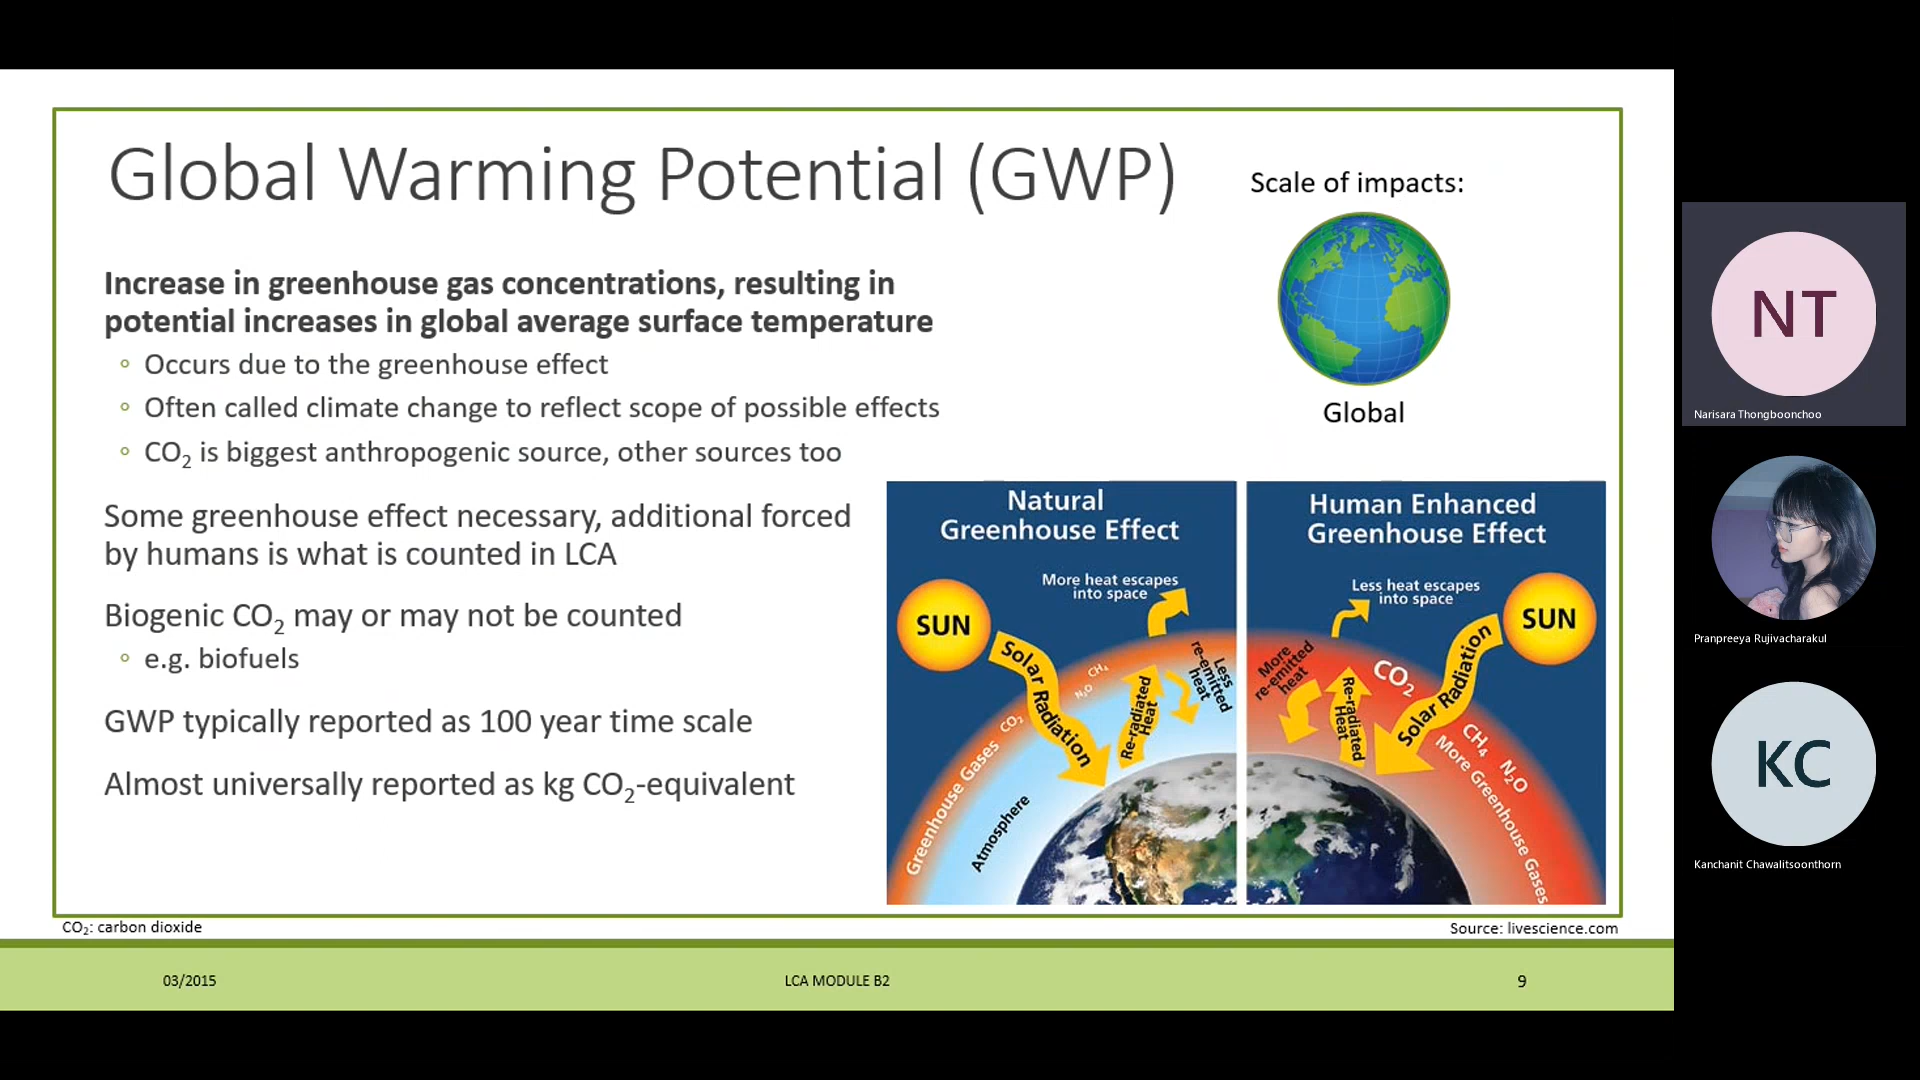 Global Warming Potential (GWP)
Scale of impacts:
Global
Increase in greenhouse gas concentrations, resulting in
potential increases in global average surface temperature
◦ Occurs due to the greenhouse effect
◦ Often called climate change to reflect scope of possible effects
◦ CO₂ is biggest anthropogenic source, other sources too
Some greenhouse effect necessary, additional forced
by humans is what is counted in LCA
Biogenic CO₂ may or may not be counted
◦ e.g. biofuels
GWP typically reported as 100 year time scale
Almost universally reported as kg CO₂-equivalent
Natural
Greenhouse Effect
More heat escapes
into space
SUN
Solar Radiation
Re-radiated
Heat
Less
re-emitted
heat
CH₄
N₂O
CO₂
Greenhouse Gases
Atmosphere
Human Enhanced
Greenhouse Effect
Less heat escapes
into space
SUN
Solar Radiation
More
re-emitted
heat
Re-radiated
Heat
CO₂
CH₄
N₂O
More Greenhouse Gases
CO₂: carbon dioxide
Source: livescience.com
03/2015
LCA MODULE B2
9
NT
Narisara Thongboonchoo
Pranpreeya Rujivacharakul
KC
Kanchanit Chawalitsoonthorn